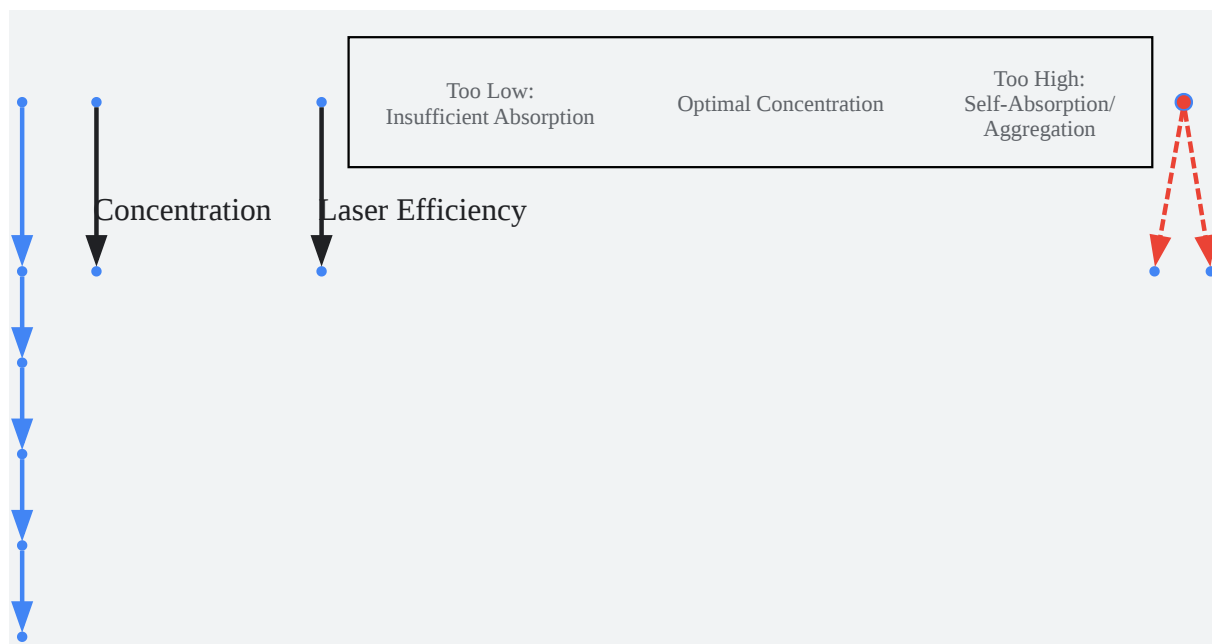 Too Low:
Insufficient Absorption
Optimal Concentration
Too High:
Self-Absorption/
Aggregation
Concentration
Laser Efficiency